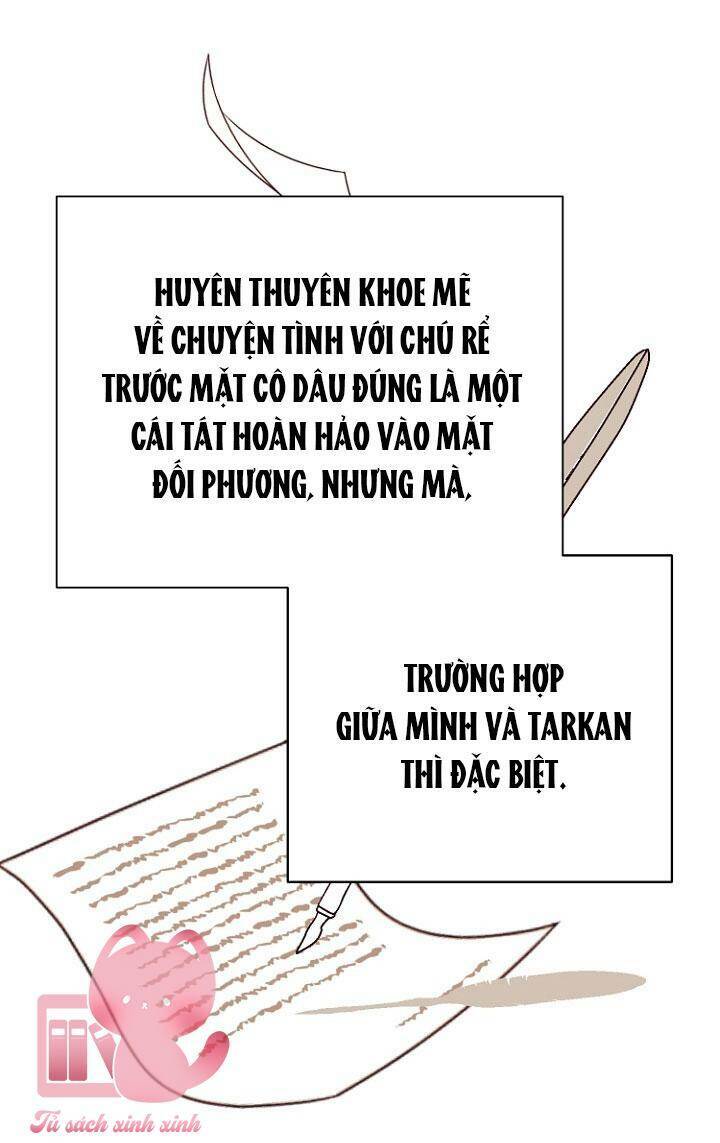 HUYÊN THUYÊN KHOE MẼ
VỀ CHUYỆN TÌNH VỚI CHÚ RỂ
TRƯỚC MẶT CÔ DÂU ĐÚNG LÀ MỘT
CÁI TÁT HOÀN HẢO VÀO MẶT
ĐỐI PHƯƠNG, NHƯNG MÀ,
TRƯỜNG HỢP
GIỮA MÌNH VÀ TARKAN
THÌ ĐẶC BIỆT.
Tủ sách xinh xinh